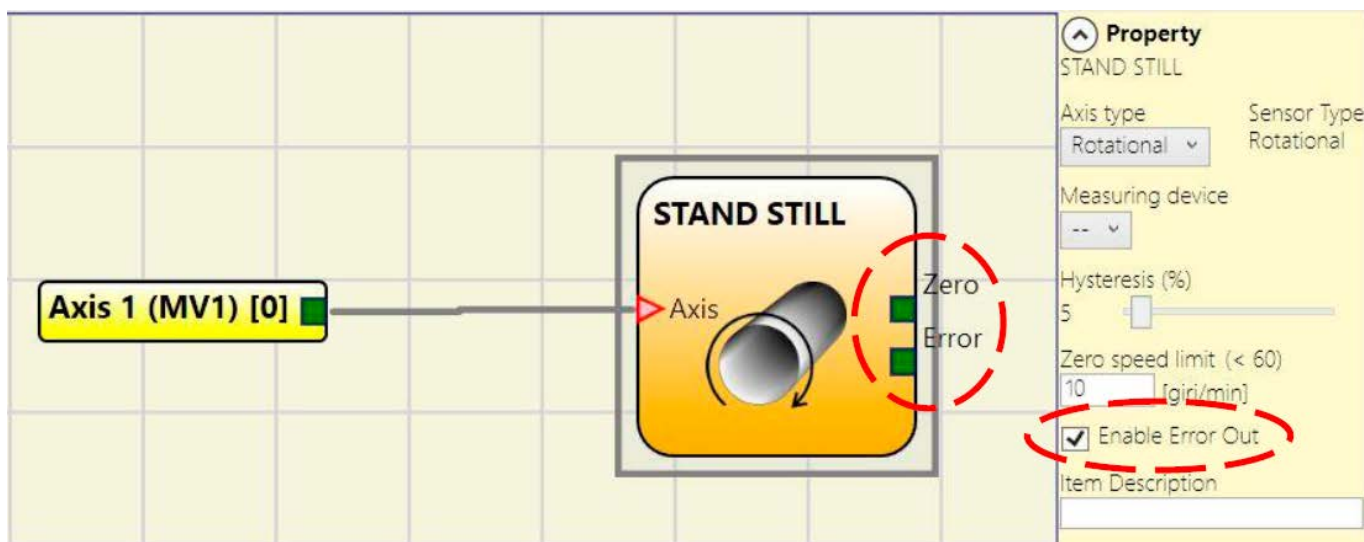 Axis 1 (MV1) [0]
STAND STILL
Axis
Zero
Error
Property
STAND STILL
Axis type
Sensor Type
Rotational
Rotational
Measuring device
--
Hysteresis (%)
5
Zero speed limit (< 60)
10 [giri/min]
Enable Error Out
Item Description